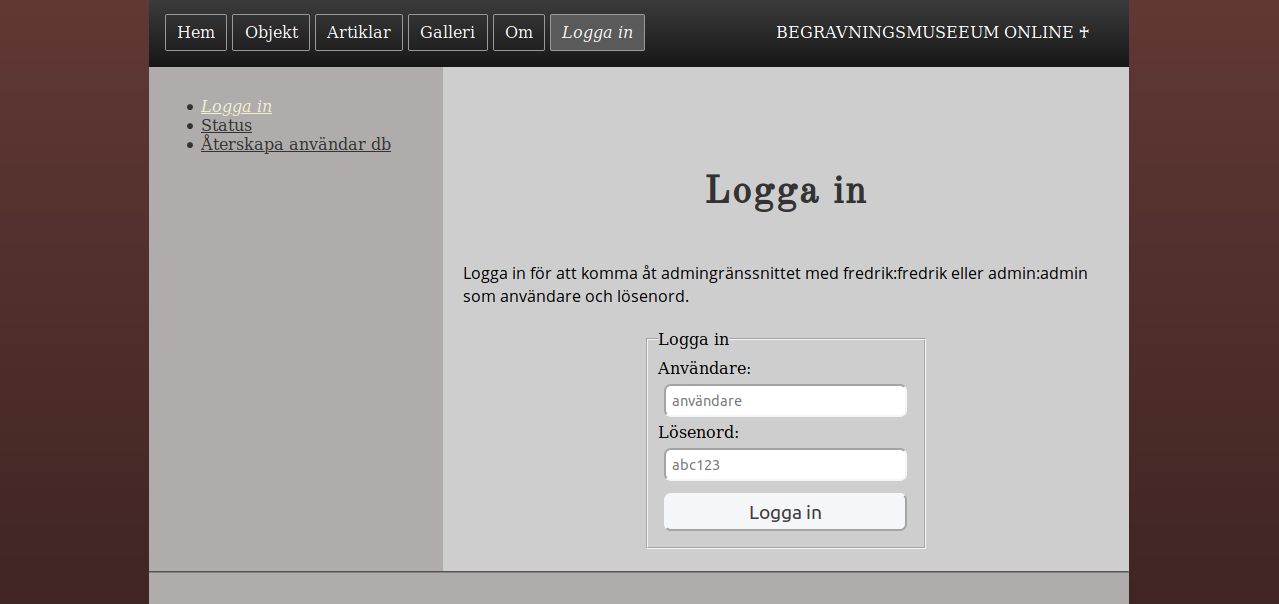 Hem Objekt Artiklar Galleri Om Logga in BEGRAVNINGSMUSEEUM ONLINE ♰
Logga in
Status
Återskapa användar db
Logga in
Logga in för att komma åt admingränssnittet med fredrik:fredrik eller admin:admin
som användare och lösenord.
Logga in
Användare:
användare
Lösenord:
abc123
Logga in